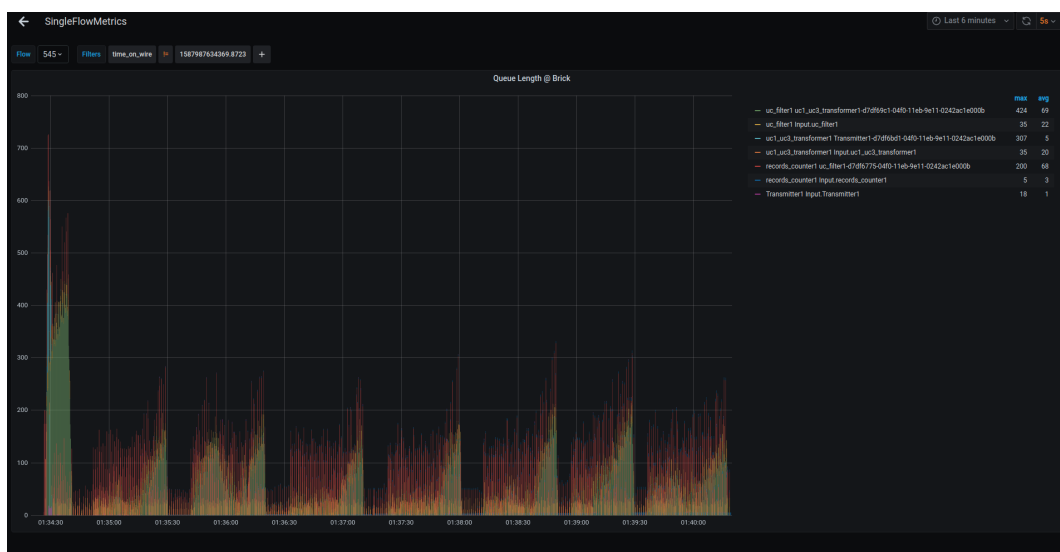 SingleFlowMetrics
Last 6 minutes
5s
Flow 545 Filters time_on_wire != 1587987634369.8723 +
Queue Length @ Brick
800
700
600
500
400
300
200
100
0
01:34:30 01:35:00 01:35:30 01:36:00 01:36:30 01:37:00 01:37:30 01:38:00 01:38:30 01:39:00 01:39:30 01:40:00
max avg
uc_filter1 uc1_uc3_transformer1-d7df69c1-04f0-11eb-9e11-0242ac1e000b 424 69
uc_filter1 Input.uc_filter1 35 22
uc1_uc3_transformer1 Transmitter1-d7df6bd1-04f0-11eb-9e11-0242ac1e000b 307 5
uc1_uc3_transformer1 Input.uc1_uc3_transformer1 35 20
records_counter1 uc_filter1-d7df6775-04f0-11eb-9e11-0242ac1e000b 200 68
records_counter1 Input.records_counter1 5 3
Transmitter1 Input.Transmitter1 18 1